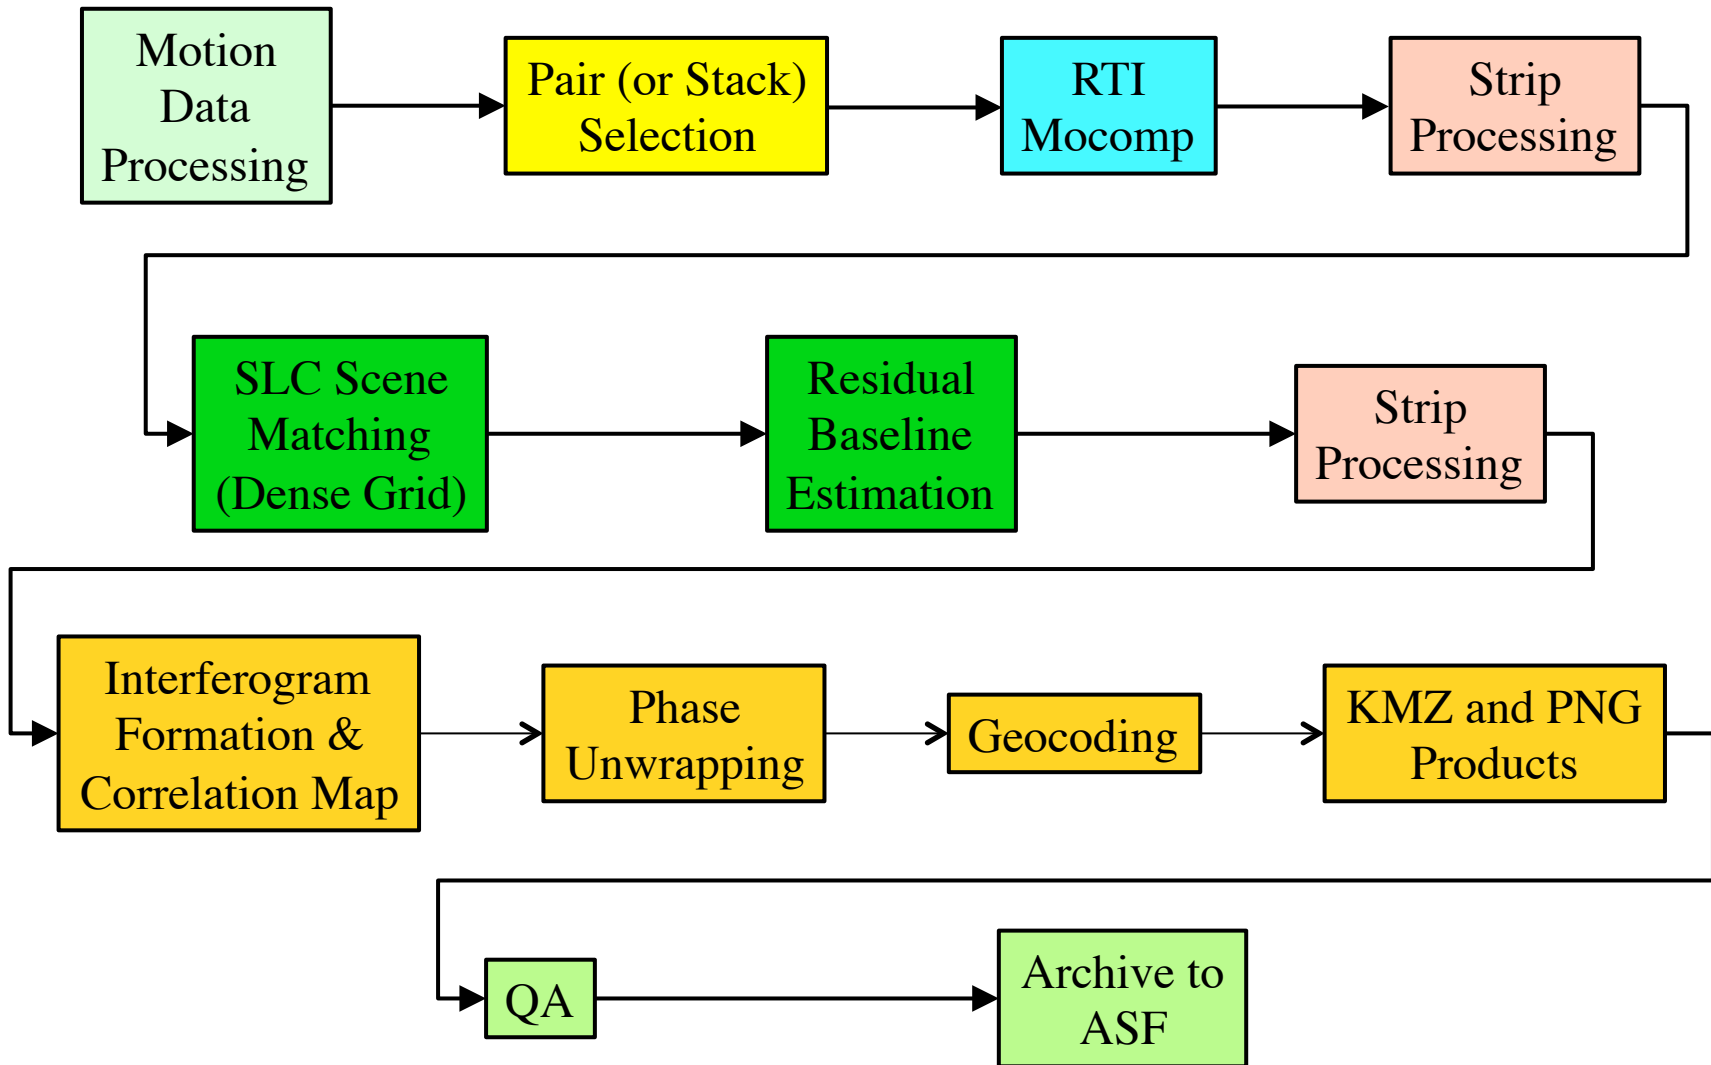 Motion
Data
Processing
Pair (or Stack)
Selection
RTI
Mocomp
Strip
Processing
SLC Scene
Matching
(Dense Grid)
Residual
Baseline
Estimation
Strip
Processing
Interferogram
Formation &
Correlation Map
Phase
Unwrapping
Geocoding
KMZ and PNG
Products
QA
Archive to
ASF